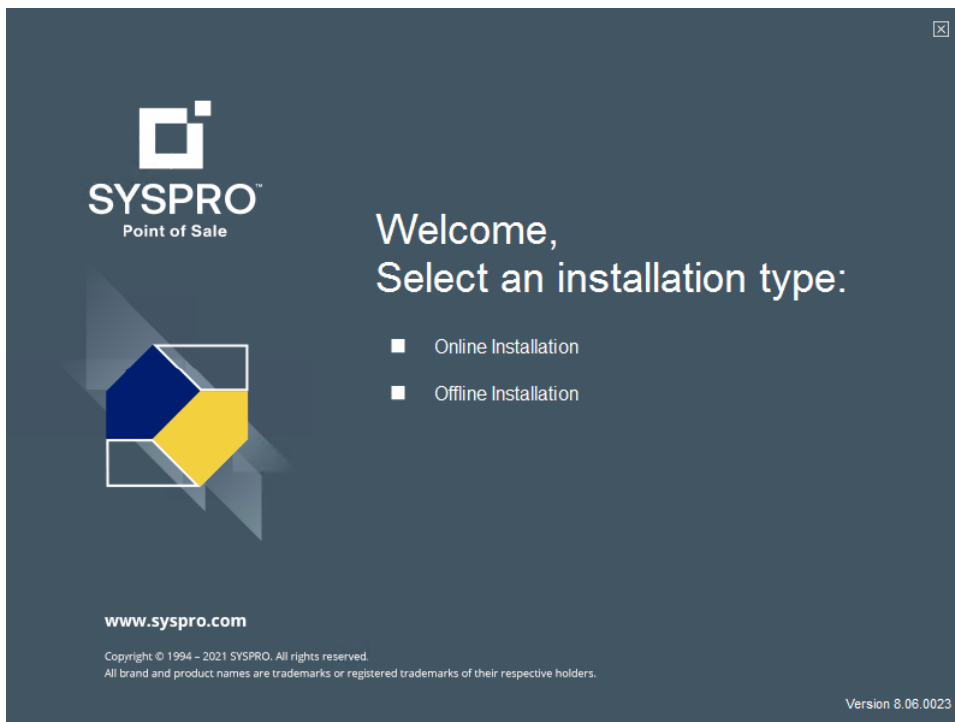 SYSPRO™
Point of Sale
Welcome,
Select an installation type:
Online Installation
Offline Installation
www.syspro.com
Copyright © 1994 – 2021 SYSPRO. All rights reserved.
All brand and product names are trademarks or registered trademarks of their respective holders.
Version 8.06.0023